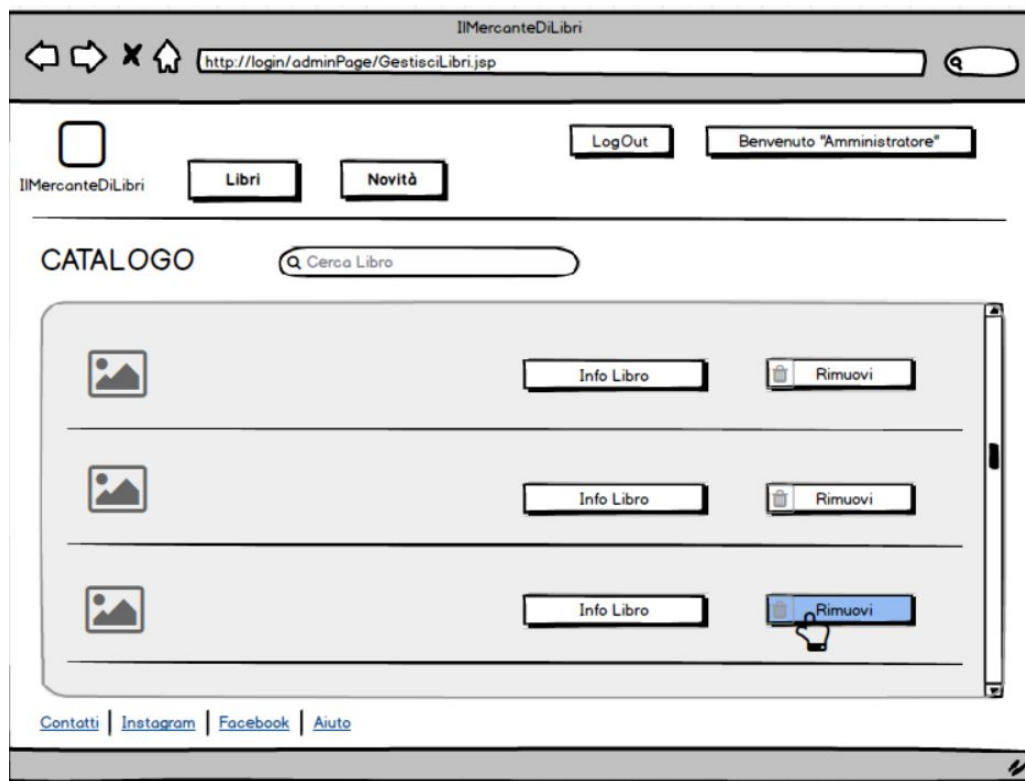 IlMercanteDiLibri
http://login/adminPage/GestisciLibri.jsp
LogOut
Benvenuto "Amministratore"
IlMercanteDiLibri
Libri
Novità
CATALOGO
Cerca Libro
Info Libro
Rimuovi
Info Libro
Rimuovi
Info Libro
Rimuovi
Contatti | Instagram | Facebook | Aiuto